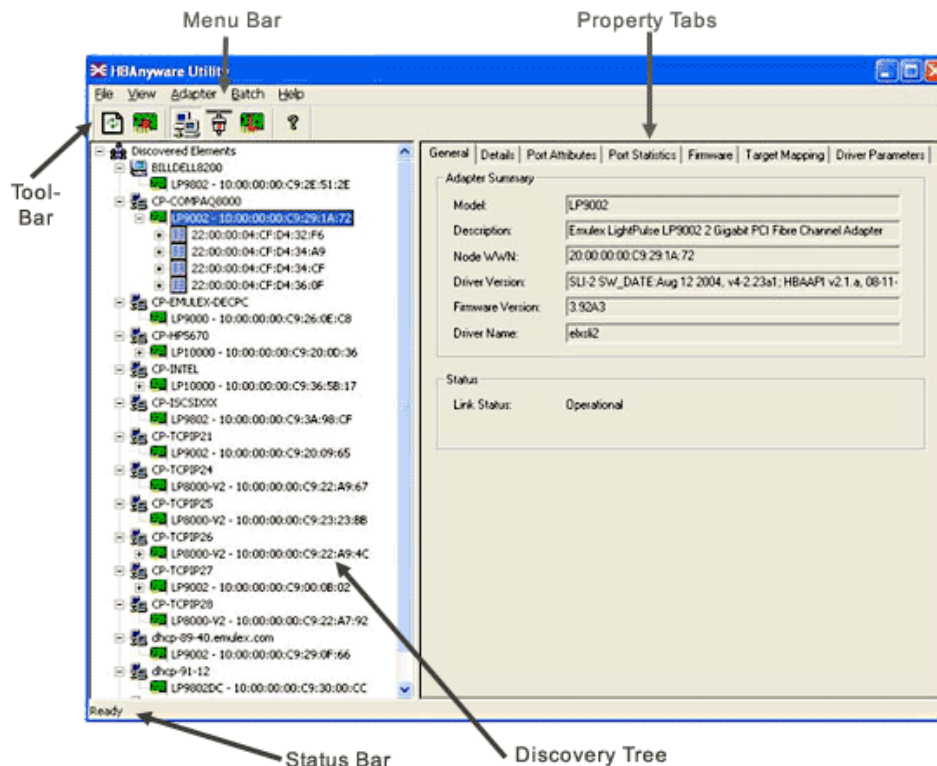 Menu Bar
Property Tabs
HBAnyware Utility
File View Adapter Batch Help
Tool-
Bar
Discovered Elements
BILLDELL8200
LP9802 - 10:00:00:00:C9:2E:51:2E
CP-COMPAQ8000
LP9002 - 10:00:00:00:C9:29:1A:72
22:00:00:04:CF:D4:32:F6
22:00:00:04:CF:D4:34:A9
22:00:00:04:CF:D4:34:CF
22:00:00:04:CF:D4:36:0F
CP-EMULEX-DECPC
LP9000 - 10:00:00:00:C9:26:0E:C8
CP-HP5670
LP10000 - 10:00:00:00:C9:20:0D:36
CP-INTEL
LP10000 - 10:00:00:00:C9:36:5B:17
CP-ISCSIXXX
LP9802 - 10:00:00:00:C9:3A:98:CF
CP-TCPIP21
LP9002 - 10:00:00:00:C9:20:09:65
CP-TCPIP24
LP8000-V2 - 10:00:00:00:C9:22:A9:67
CP-TCPIP25
LP8000-V2 - 10:00:00:00:C9:23:23:BB
CP-TCPIP26
LP8000-V2 - 10:00:00:00:C9:22:A9:4C
CP-TCPIP27
LP9002 - 10:00:00:00:C9:00:0B:02
CP-TCPIP28
LP8000-V2 - 10:00:00:00:C9:22:A7:92
dhcp-89-40.emulex.com
LP9002 - 10:00:00:00:C9:29:0F:66
dhcp-91-12
LP9802DC - 10:00:00:00:C9:30:00:CC
General Details Port Attributes Port Statistics Firmware Target Mapping Driver Parameters
Adapter Summary
Model: LP9002
Description: Emulex LightPulse LP9002 2 Gigabit PCI Fibre Channel Adapter
Node WWN: 20:00:00:00:C9:29:1A:72
Driver Version: SLI-2 SW_DATE:Aug 12 2004, v4-2.23a1; HBAAPI v2.1.a, 08-11-
Firmware Version: 3.92A3
Driver Name: elxsli2
Status
Link Status: Operational
Ready
Status Bar
Discovery Tree